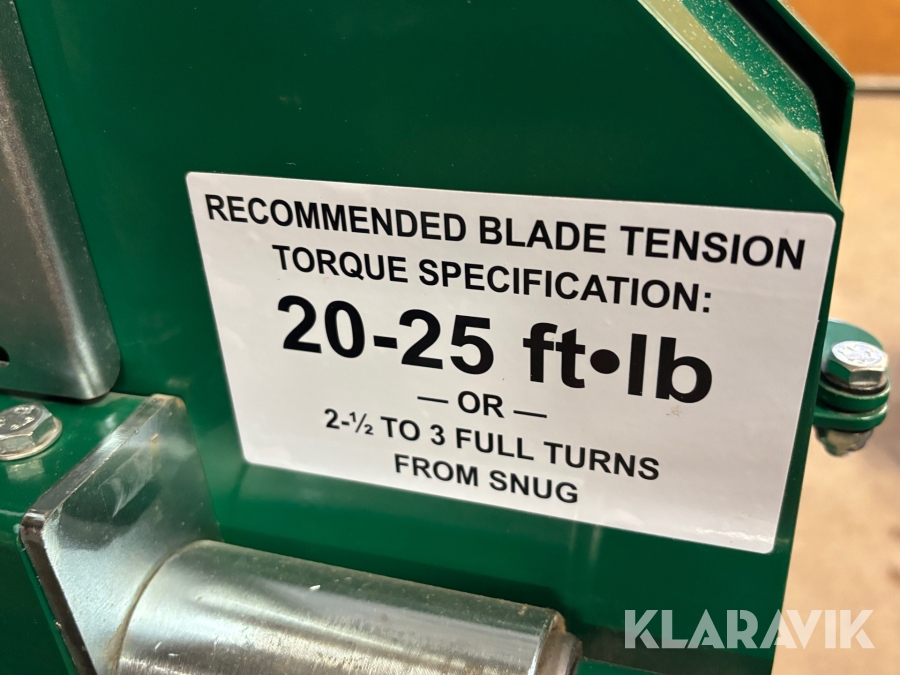 RECOMMENDED BLADE TENSION
TORQUE SPECIFICATION:
20-25 ft•lb
— OR —
2-½ TO 3 FULL TURNS
FROM SNUG
KLARAVIK